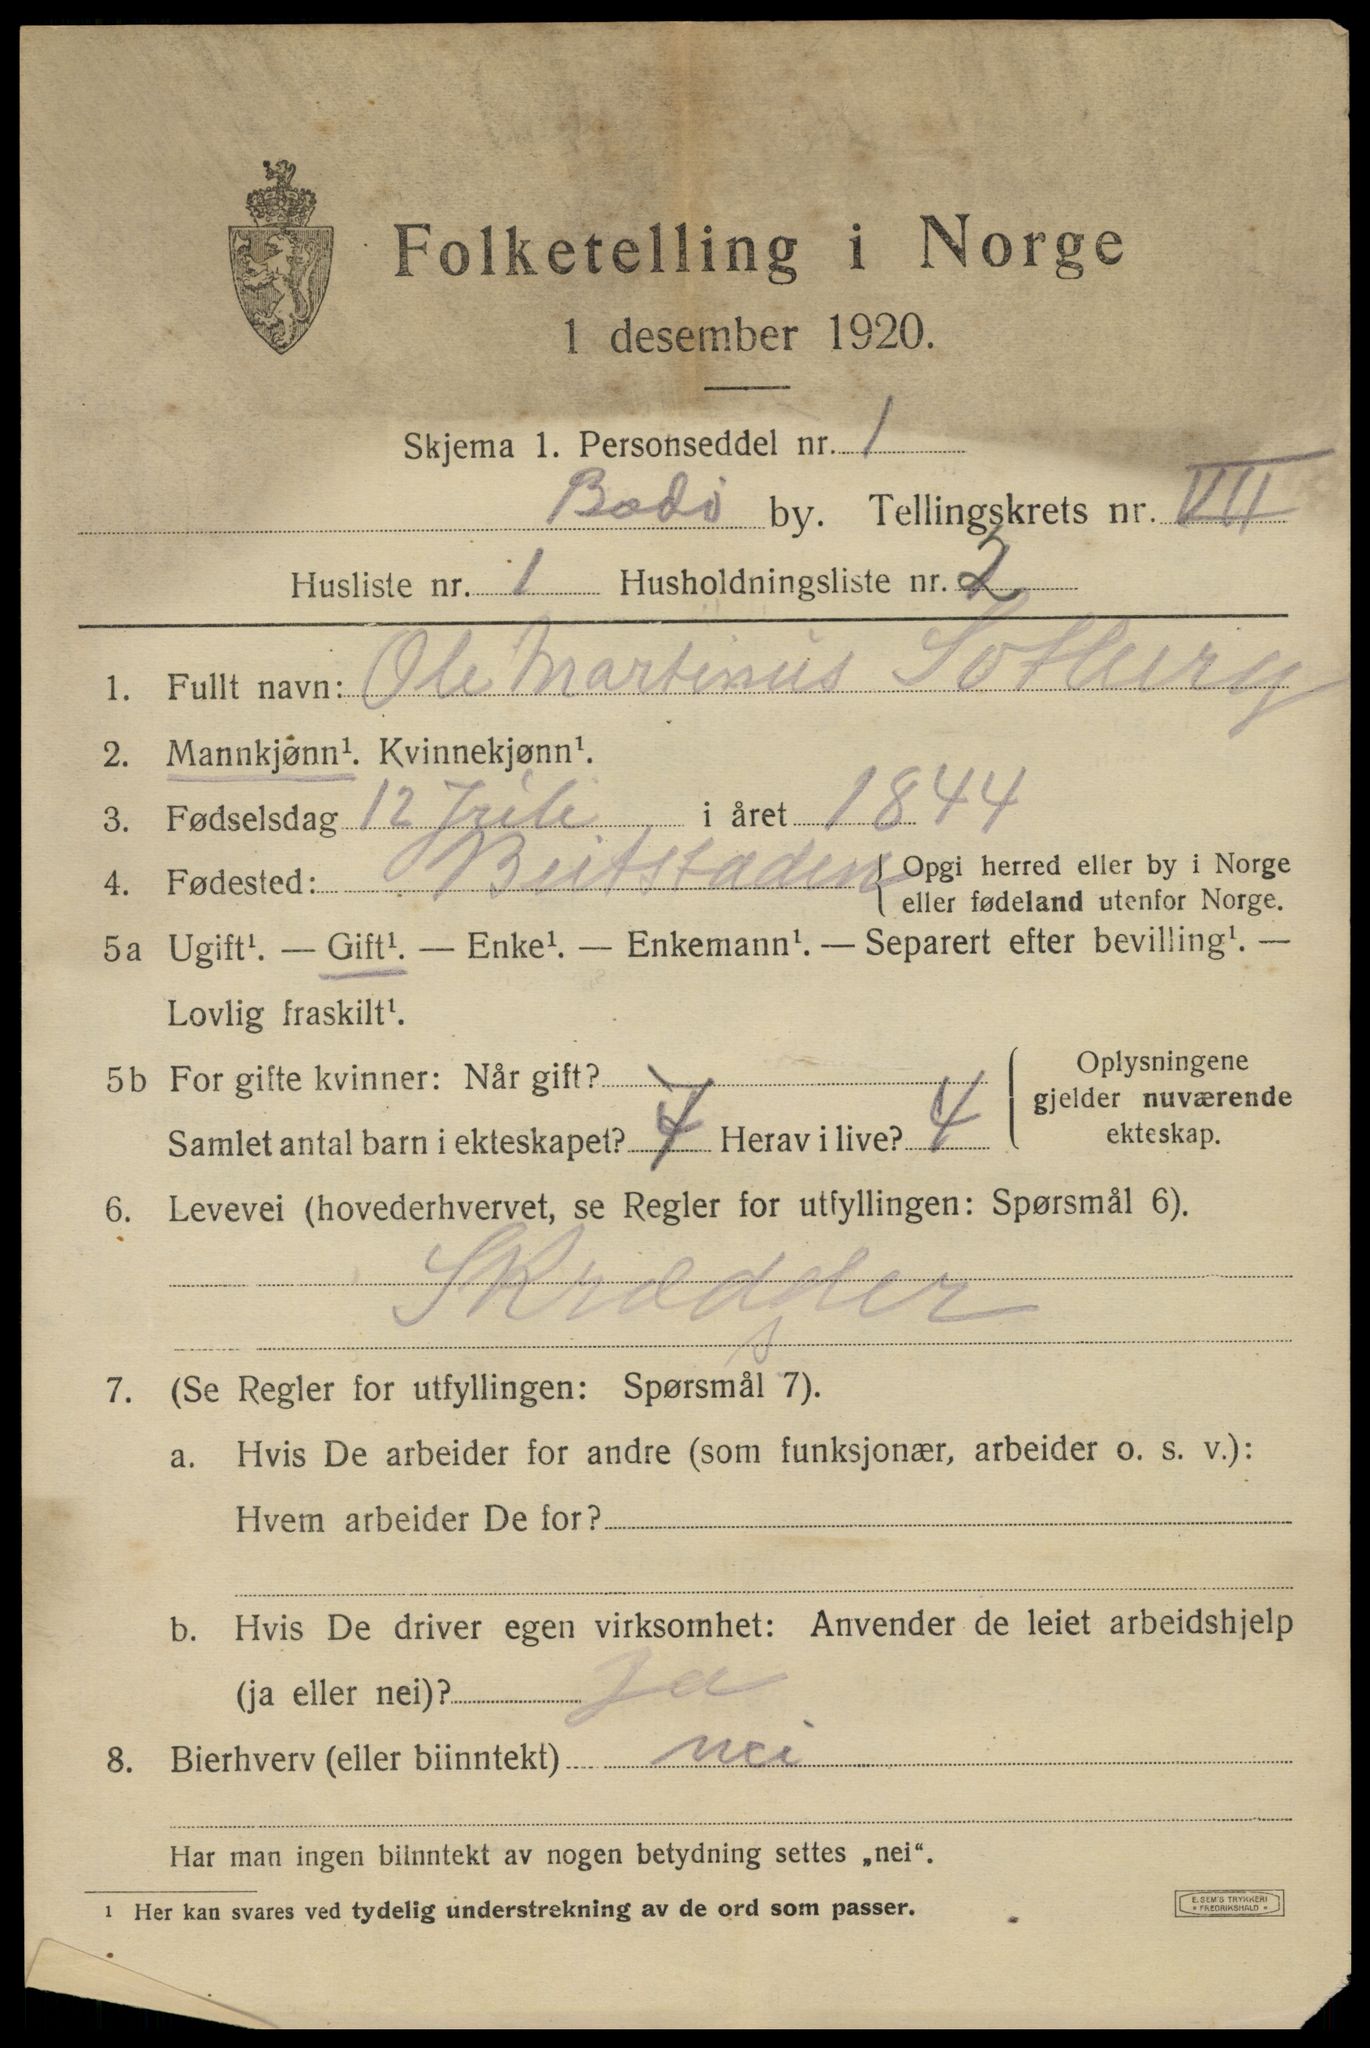 Folketelling i Norge
1 desember 1920.
Skjema 1. Personseddel nr. 1
Bodö by. Tellingskrets nr. VII
Husliste nr. 1 Husholdningsliste nr. 2
1. Fullt navn: Ole Martinus Solberg
2. Mannkjønn¹. Kvinnekjønn¹.
3. Fødselsdag 12 i året 1844
4. Fødested: Beitstaden { Opgi herred eller by i Norge
eller fødeland utenfor Norge.
5a Ugift¹. — Gift¹. — Enke¹. — Enkemann¹. — Separert efter bevilling¹. —
Lovlig fraskilt¹.
5b For gifte kvinner: Når gift?
Samlet antal barn i ekteskapet? 7 Herav i live? 4
Oplysningene
gjelder nuværende
ekteskap.
6. Levevei (hovederhvervet, se Regler for utfyllingen: Spørsmål 6).
Skrædder
s
7. (Se Regler for utfyllingen: Spørsmål 7).
a. Hvis De arbeider for andre (som funksjonær, arbeider o. s. v.):
Hvem arbeider De for?
b. Hvis De driver egen virksomhet: Anvender de leiet arbeidshjelp
(ja eller nei)? Ja
8. Bierhverv (eller biinntekt) nei
Har man ingen biinntekt av nogen betydning settes „nei“.
¹ Her kan svares ved tydelig understrekning av de ord som passer.
E. SEM'S TRYKKERI
* FREDRIKSHALD *